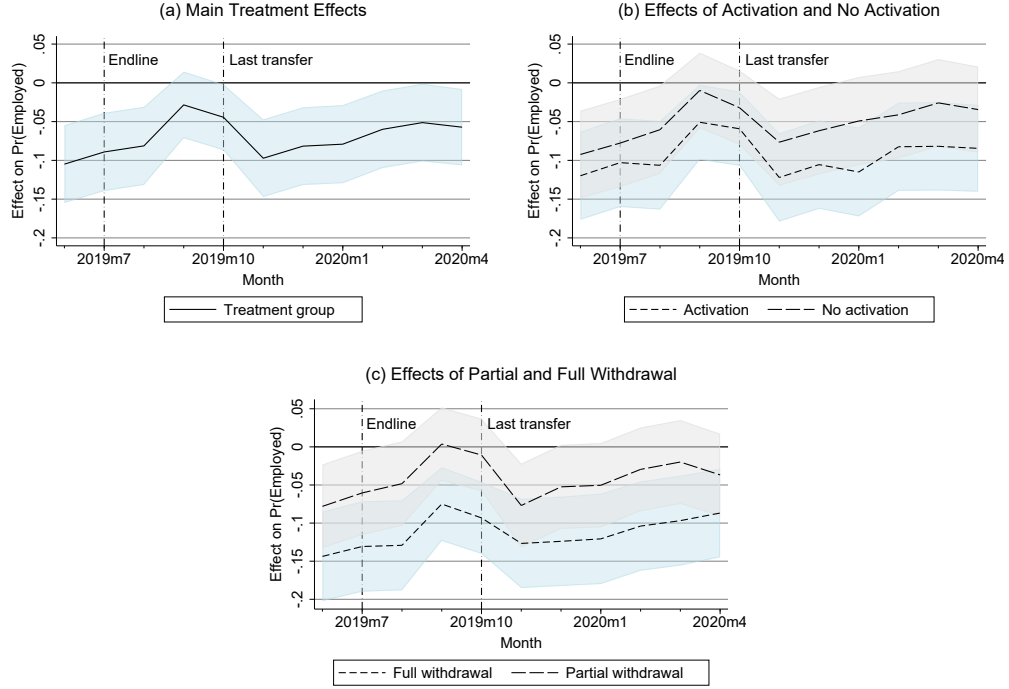 (a) Main Treatment Effects
Effect on Pr(Employed)
.05
0
-.05
-.1
-.15
-.2
Endline
Last transfer
2019m7
2019m10
2020m1
2020m4
Month
Treatment group
(b) Effects of Activation and No Activation
Effect on Pr(Employed)
.05
0
-.05
-.1
-.15
-.2
Endline
Last transfer
2019m7
2019m10
2020m1
2020m4
Month
Activation
No activation
(c) Effects of Partial and Full Withdrawal
Effect on Pr(Employed)
.05
0
-.05
-.1
-.15
-.2
Endline
Last transfer
2019m7
2019m10
2020m1
2020m4
Month
Full withdrawal
Partial withdrawal